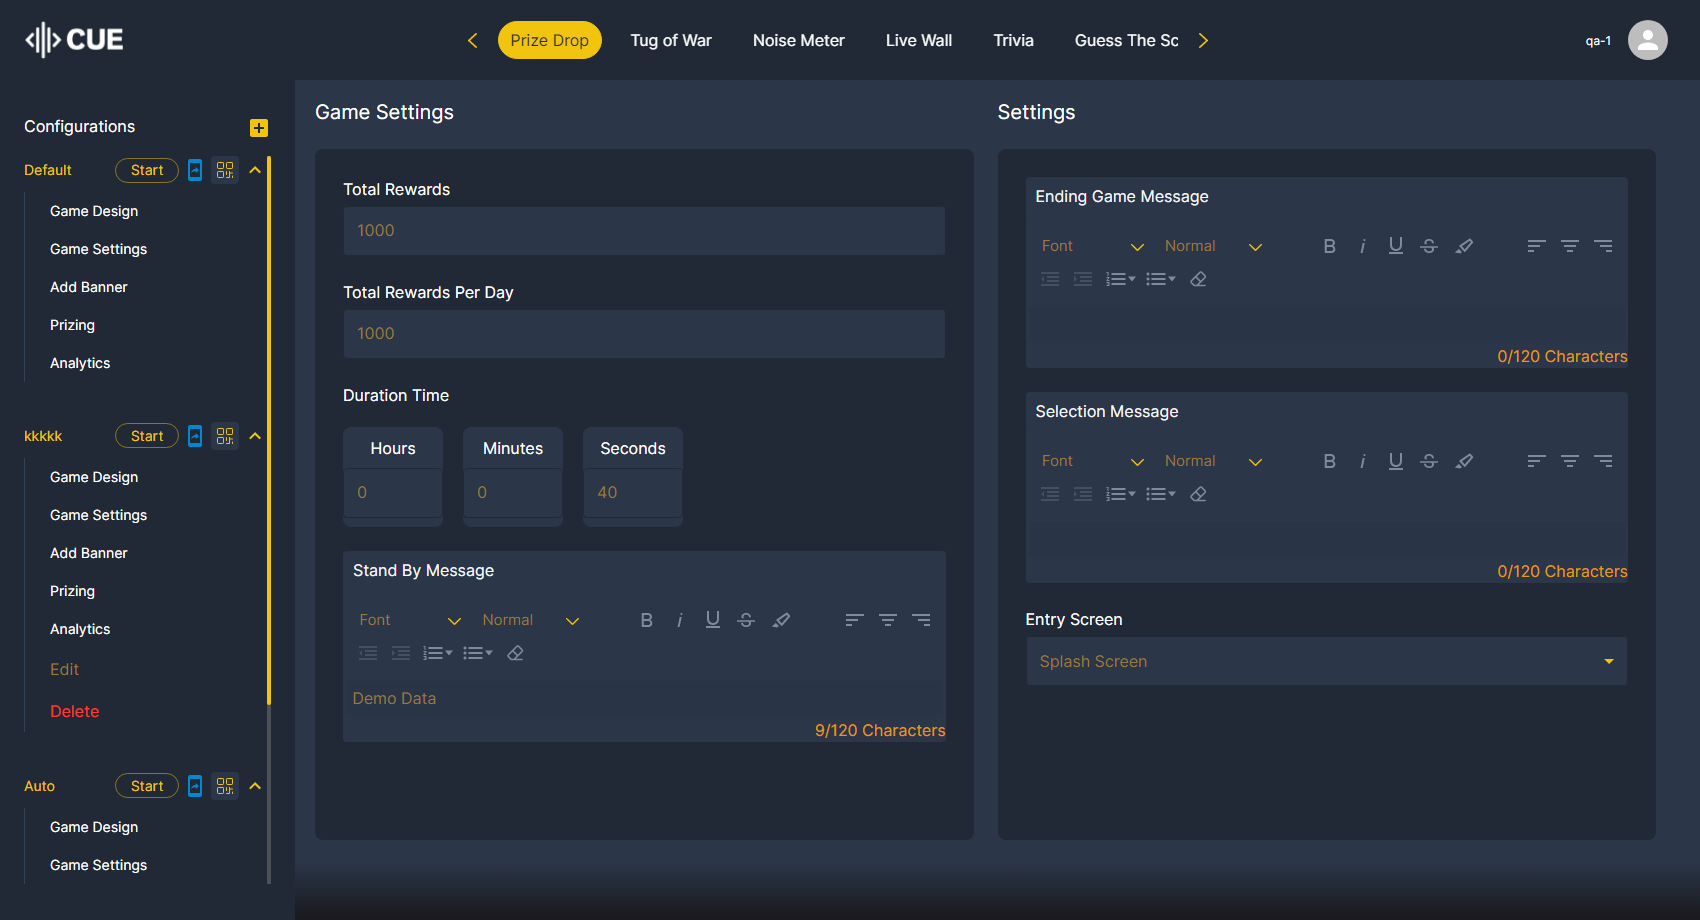 CUE
Prize Drop
Tug of War
Noise Meter
Live Wall
Trivia
Guess The Sc
qa-1
Configurations
Default
Start
Game Design
Game Settings
Add Banner
Prizing
Analytics
kkkkk
Start
Game Design
Game Settings
Add Banner
Prizing
Analytics
Edit
Delete
Auto
Start
Game Design
Game Settings
Game Settings
Total Rewards
1000
Total Rewards Per Day
1000
Duration Time
Hours
Minutes
Seconds
0
0
40
Stand By Message
Font
Normal
B i U S
Demo Data
9/120 Characters
Settings
Ending Game Message
Font
Normal
B i U S
0/120 Characters
Selection Message
Font
Normal
B i U S
0/120 Characters
Entry Screen
Splash Screen